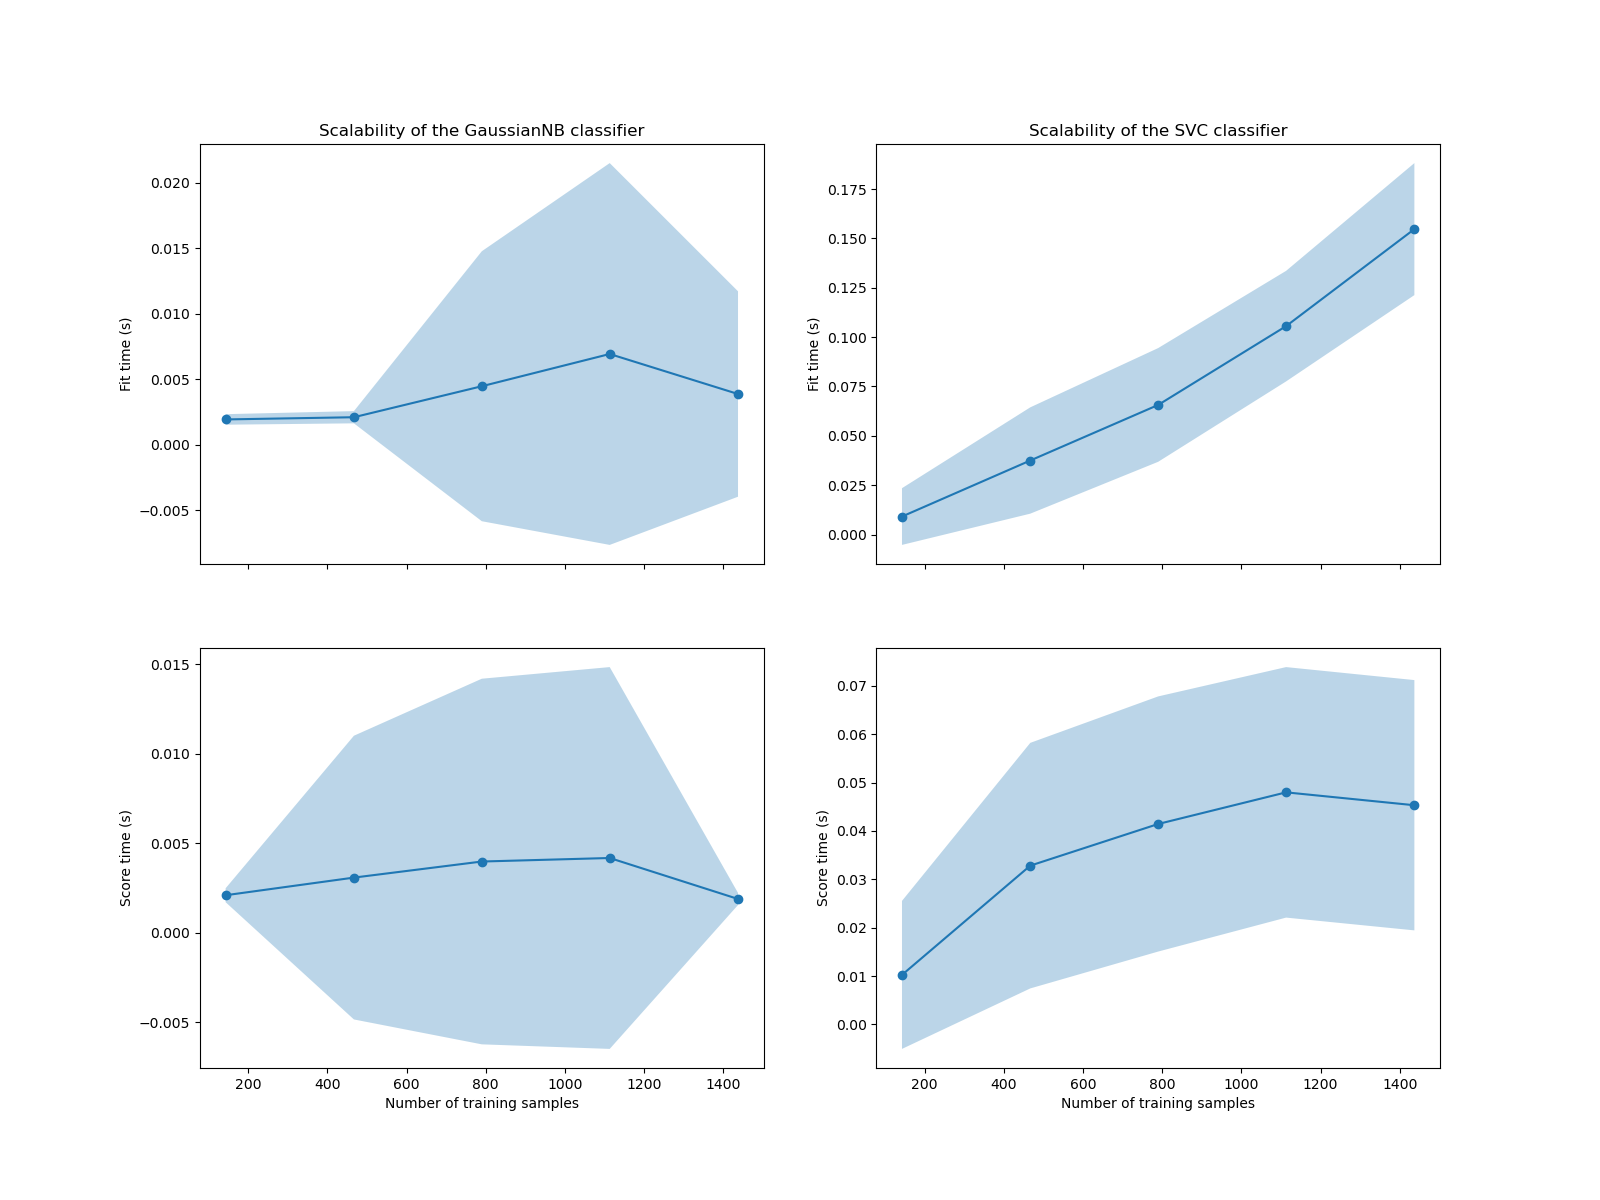 Scalability of the GaussianNB classifier
Fit time (s)
0.020
0.015
0.010
0.005
0.000
−0.005
Scalability of the SVC classifier
Fit time (s)
0.175
0.150
0.125
0.100
0.075
0.050
0.025
0.000
Score time (s)
0.015
0.010
0.005
0.000
−0.005
200 400 600 800 1000 1200 1400
Number of training samples
Score time (s)
0.07
0.06
0.05
0.04
0.03
0.02
0.01
0.00
200 400 600 800 1000 1200 1400
Number of training samples